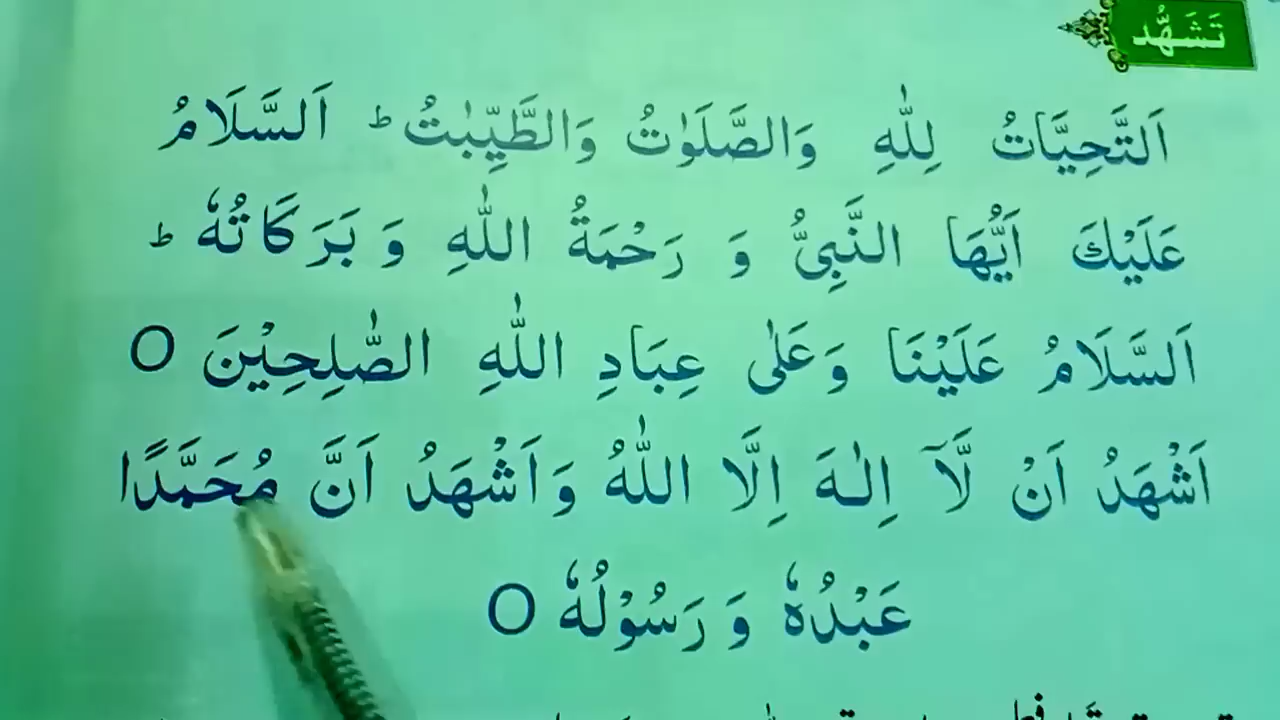 تَشَهُّد
اَلتَّحِيَّاتُ لِلّٰهِ وَالصَّلَوٰتُ وَالطَّيِّبٰتُ ؕ اَلسَّلَامُ
عَلَيْكَ اَيُّهَا النَّبِىُّ وَ رَحْمَةُ اللّٰهِ وَ بَرَكَاتُهٗ ؕ
اَلسَّلَامُ عَلَيْنَا وَعَلٰى عِبَادِ اللّٰهِ الصّٰلِحِيْنَ O
اَشْهَدُ اَنْ لَّآ اِلٰهَ اِلَّا اللّٰهُ وَاَشْهَدُ اَنَّ مُحَمَّدًا
عَبْدُهٗ وَ رَسُوْلُهٗ O